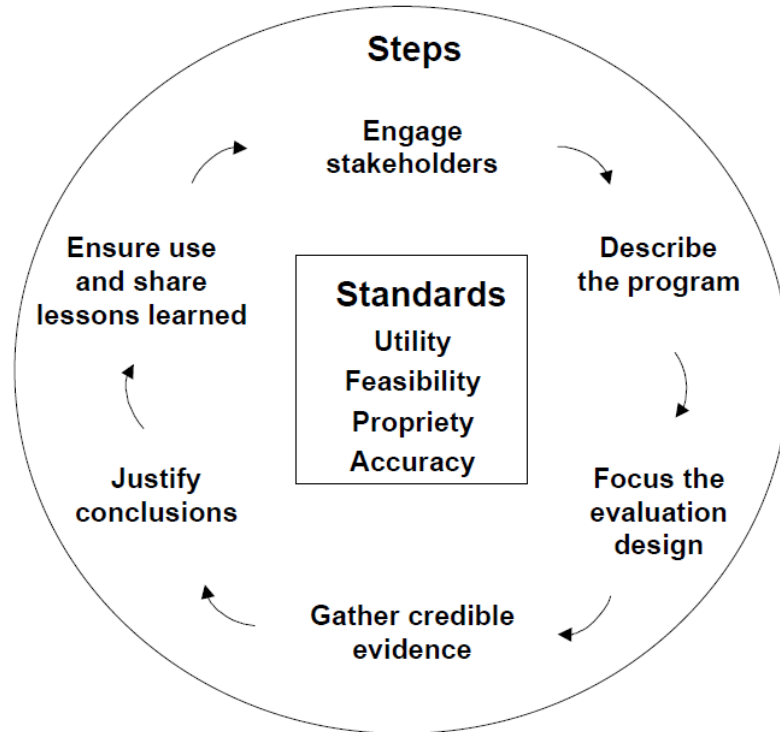 Steps
Engage
stakeholders
Describe
the program
Focus the
evaluation
design
Gather credible
evidence
Justify
conclusions
Ensure use
and share
lessons learned
Standards
Utility
Feasibility
Propriety
Accuracy